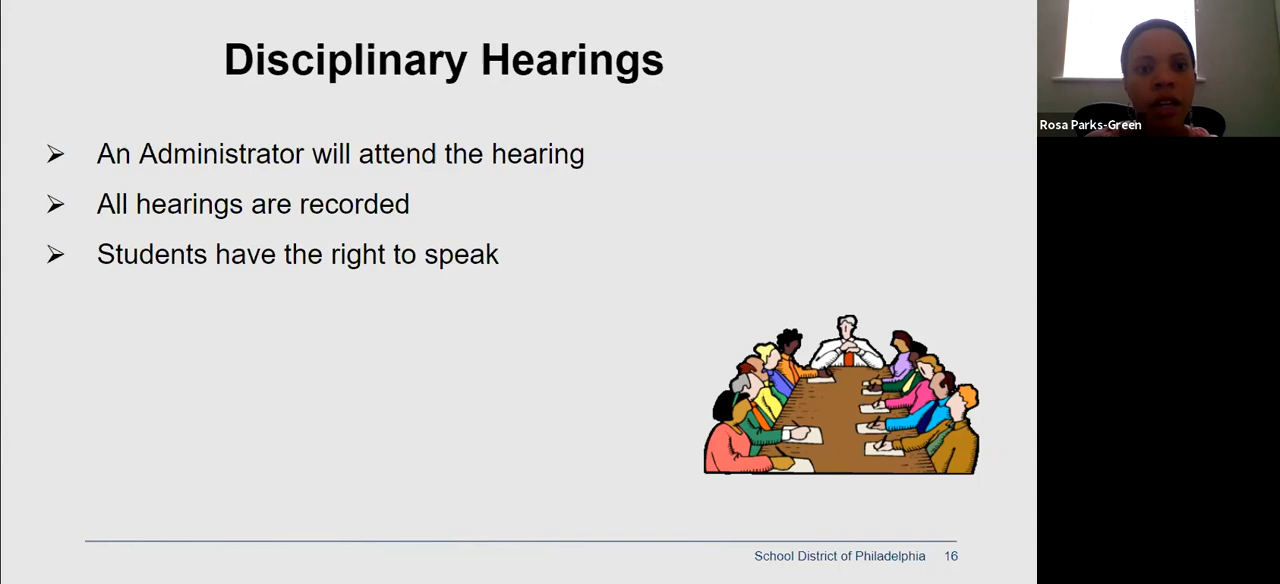 Disciplinary Hearings
Rosa Parks-Green
➢ An Administrator will attend the hearing
➢ All hearings are recorded
➢ Students have the right to speak
School District of Philadelphia 16